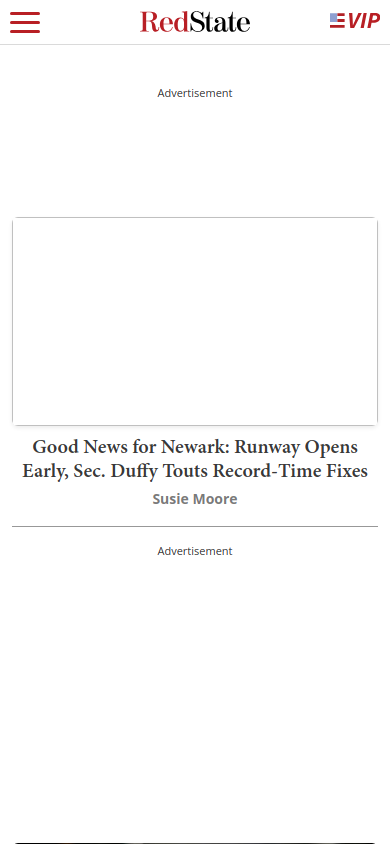 RedState
VIP
Advertisement
Good News for Newark: Runway Opens
Early, Sec. Duffy Touts Record-Time Fixes
Susie Moore
Advertisement